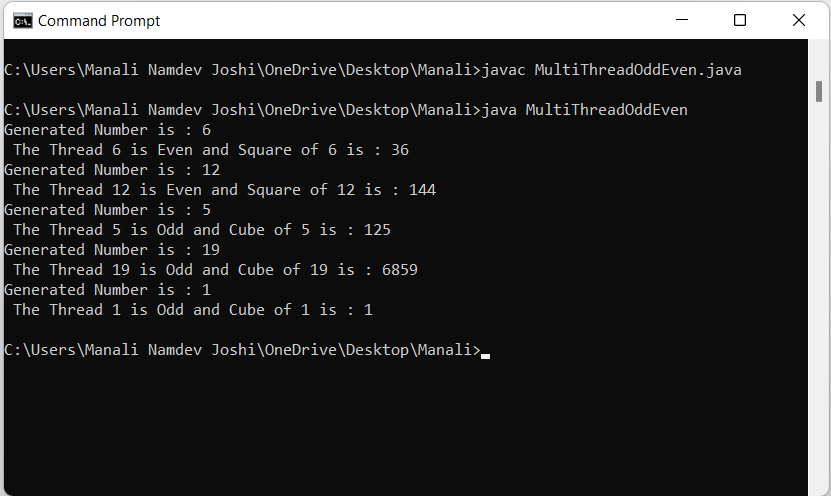 Command Prompt
C:\Users\Manali Namdev Joshi\OneDrive\Desktop\Manali>javac MultiThreadOddEven.java
C:\Users\Manali Namdev Joshi\OneDrive\Desktop\Manali>java MultiThreadOddEven
Generated Number is : 6
The Thread 6 is Even and Square of 6 is : 36
Generated Number is : 12
The Thread 12 is Even and Square of 12 is : 144
Generated Number is : 5
The Thread 5 is Odd and Cube of 5 is : 125
Generated Number is : 19
The Thread 19 is Odd and Cube of 19 is : 6859
Generated Number is : 1
The Thread 1 is Odd and Cube of 1 is : 1
C:\Users\Manali Namdev Joshi\OneDrive\Desktop\Manali>